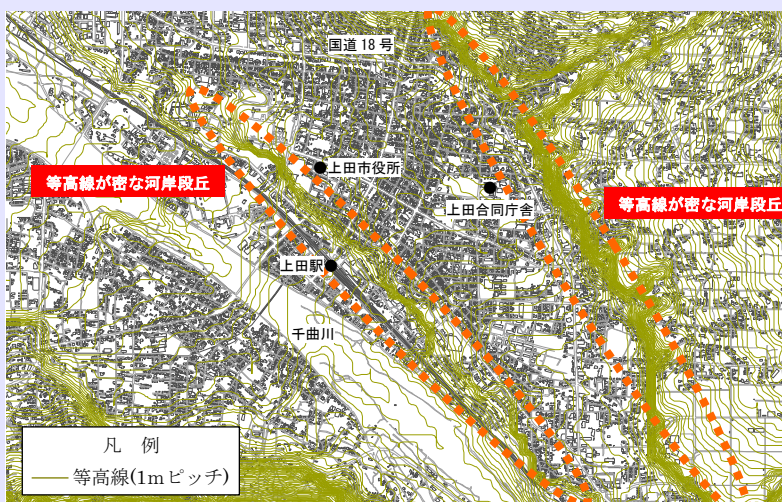 国道18号
上田市役所
等高線が密な河岸段丘
上田合同庁舎
等高線が密な河岸段丘
上田駅
千曲川
凡 例
等高線(1mピッチ)